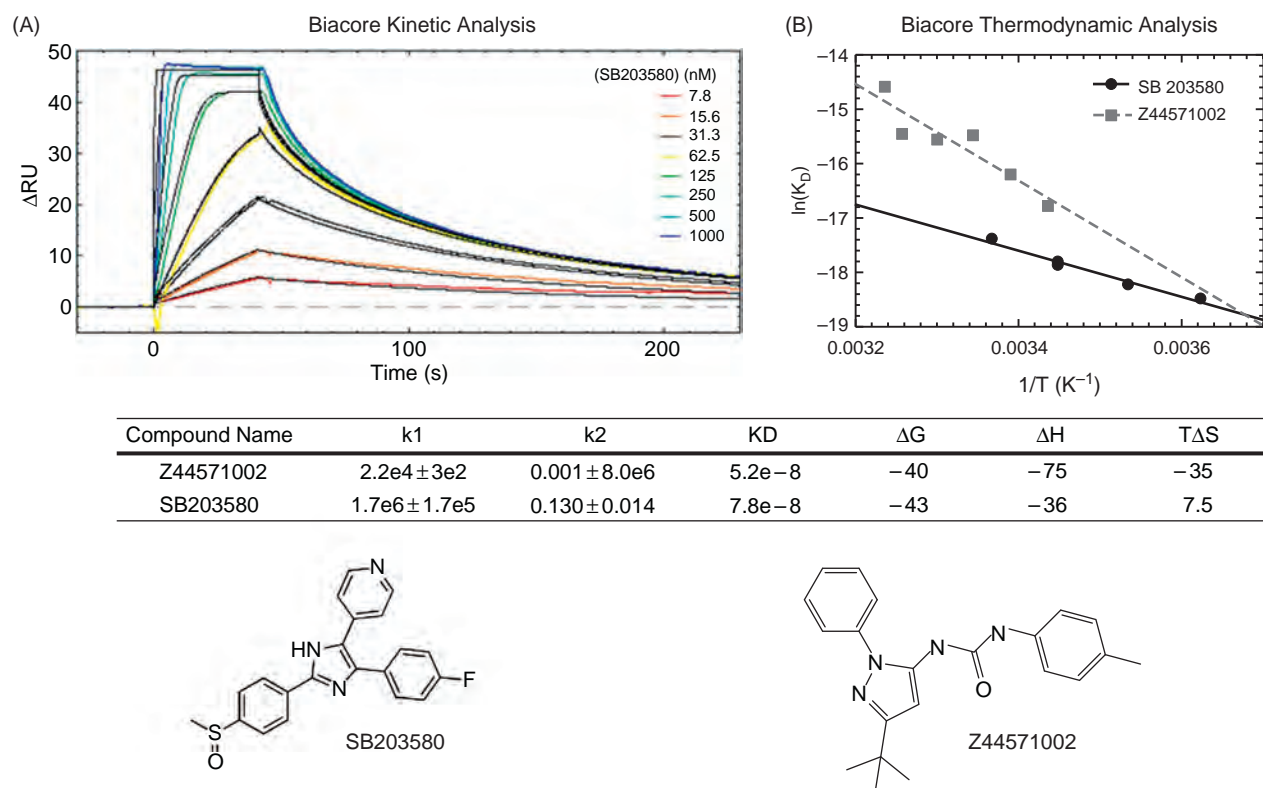 (A)
Biacore Kinetic Analysis
50
40
30
20
10
0
ΔRU
0
100
200
Time (s)
(SB203580) (nM)
7.8
15.6
31.3
62.5
125
250
500
1000
(B)
Biacore Thermodynamic Analysis
−14
−15
−16
−17
−18
−19
ln(K_D)
0.0032
0.0034
0.0036
1/T (K⁻¹)
SB 203580
Z44571002
Compound Name k1 k2 KD ΔG ΔH TΔS
Z44571002 2.2e4±3e2 0.001±8.0e6 5.2e−8 −40 −75 −35
SB203580 1.7e6±1.7e5 0.130±0.014 7.8e−8 −43 −36 7.5
N
HN
N
F
S
O
SB203580
N
N
N
N
O
Z44571002